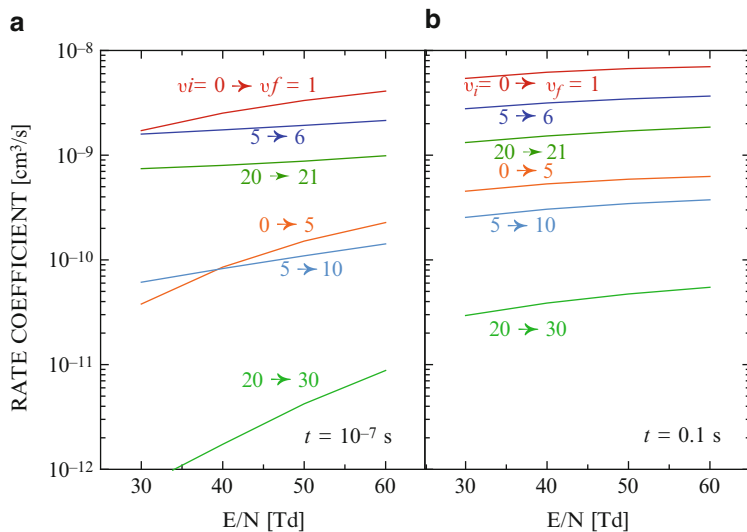 a
b
RATE COEFFICIENT [cm³/s]
10⁻⁸
10⁻⁹
10⁻¹⁰
10⁻¹¹
10⁻¹²
υi= 0 ➔ υf = 1
5 ➔ 6
20 ➔ 21
0 ➔ 5
5 ➔ 10
20 ➔ 30
t = 10⁻⁷ s
30 40 50 60
E/N [Td]
υᵢ= 0 ➔ υ_f = 1
5 ➔ 6
20 ➔ 21
0 ➔ 5
5 ➔ 10
20 ➔ 30
t = 0.1 s
30 40 50 60
E/N [Td]